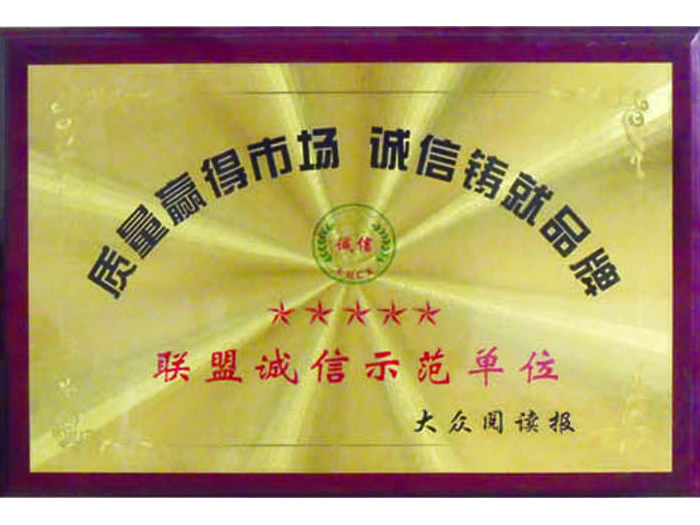 质量赢得市场 诚信铸就品牌
诚信
★★★★★
联盟诚信示范单位
大众阅读报